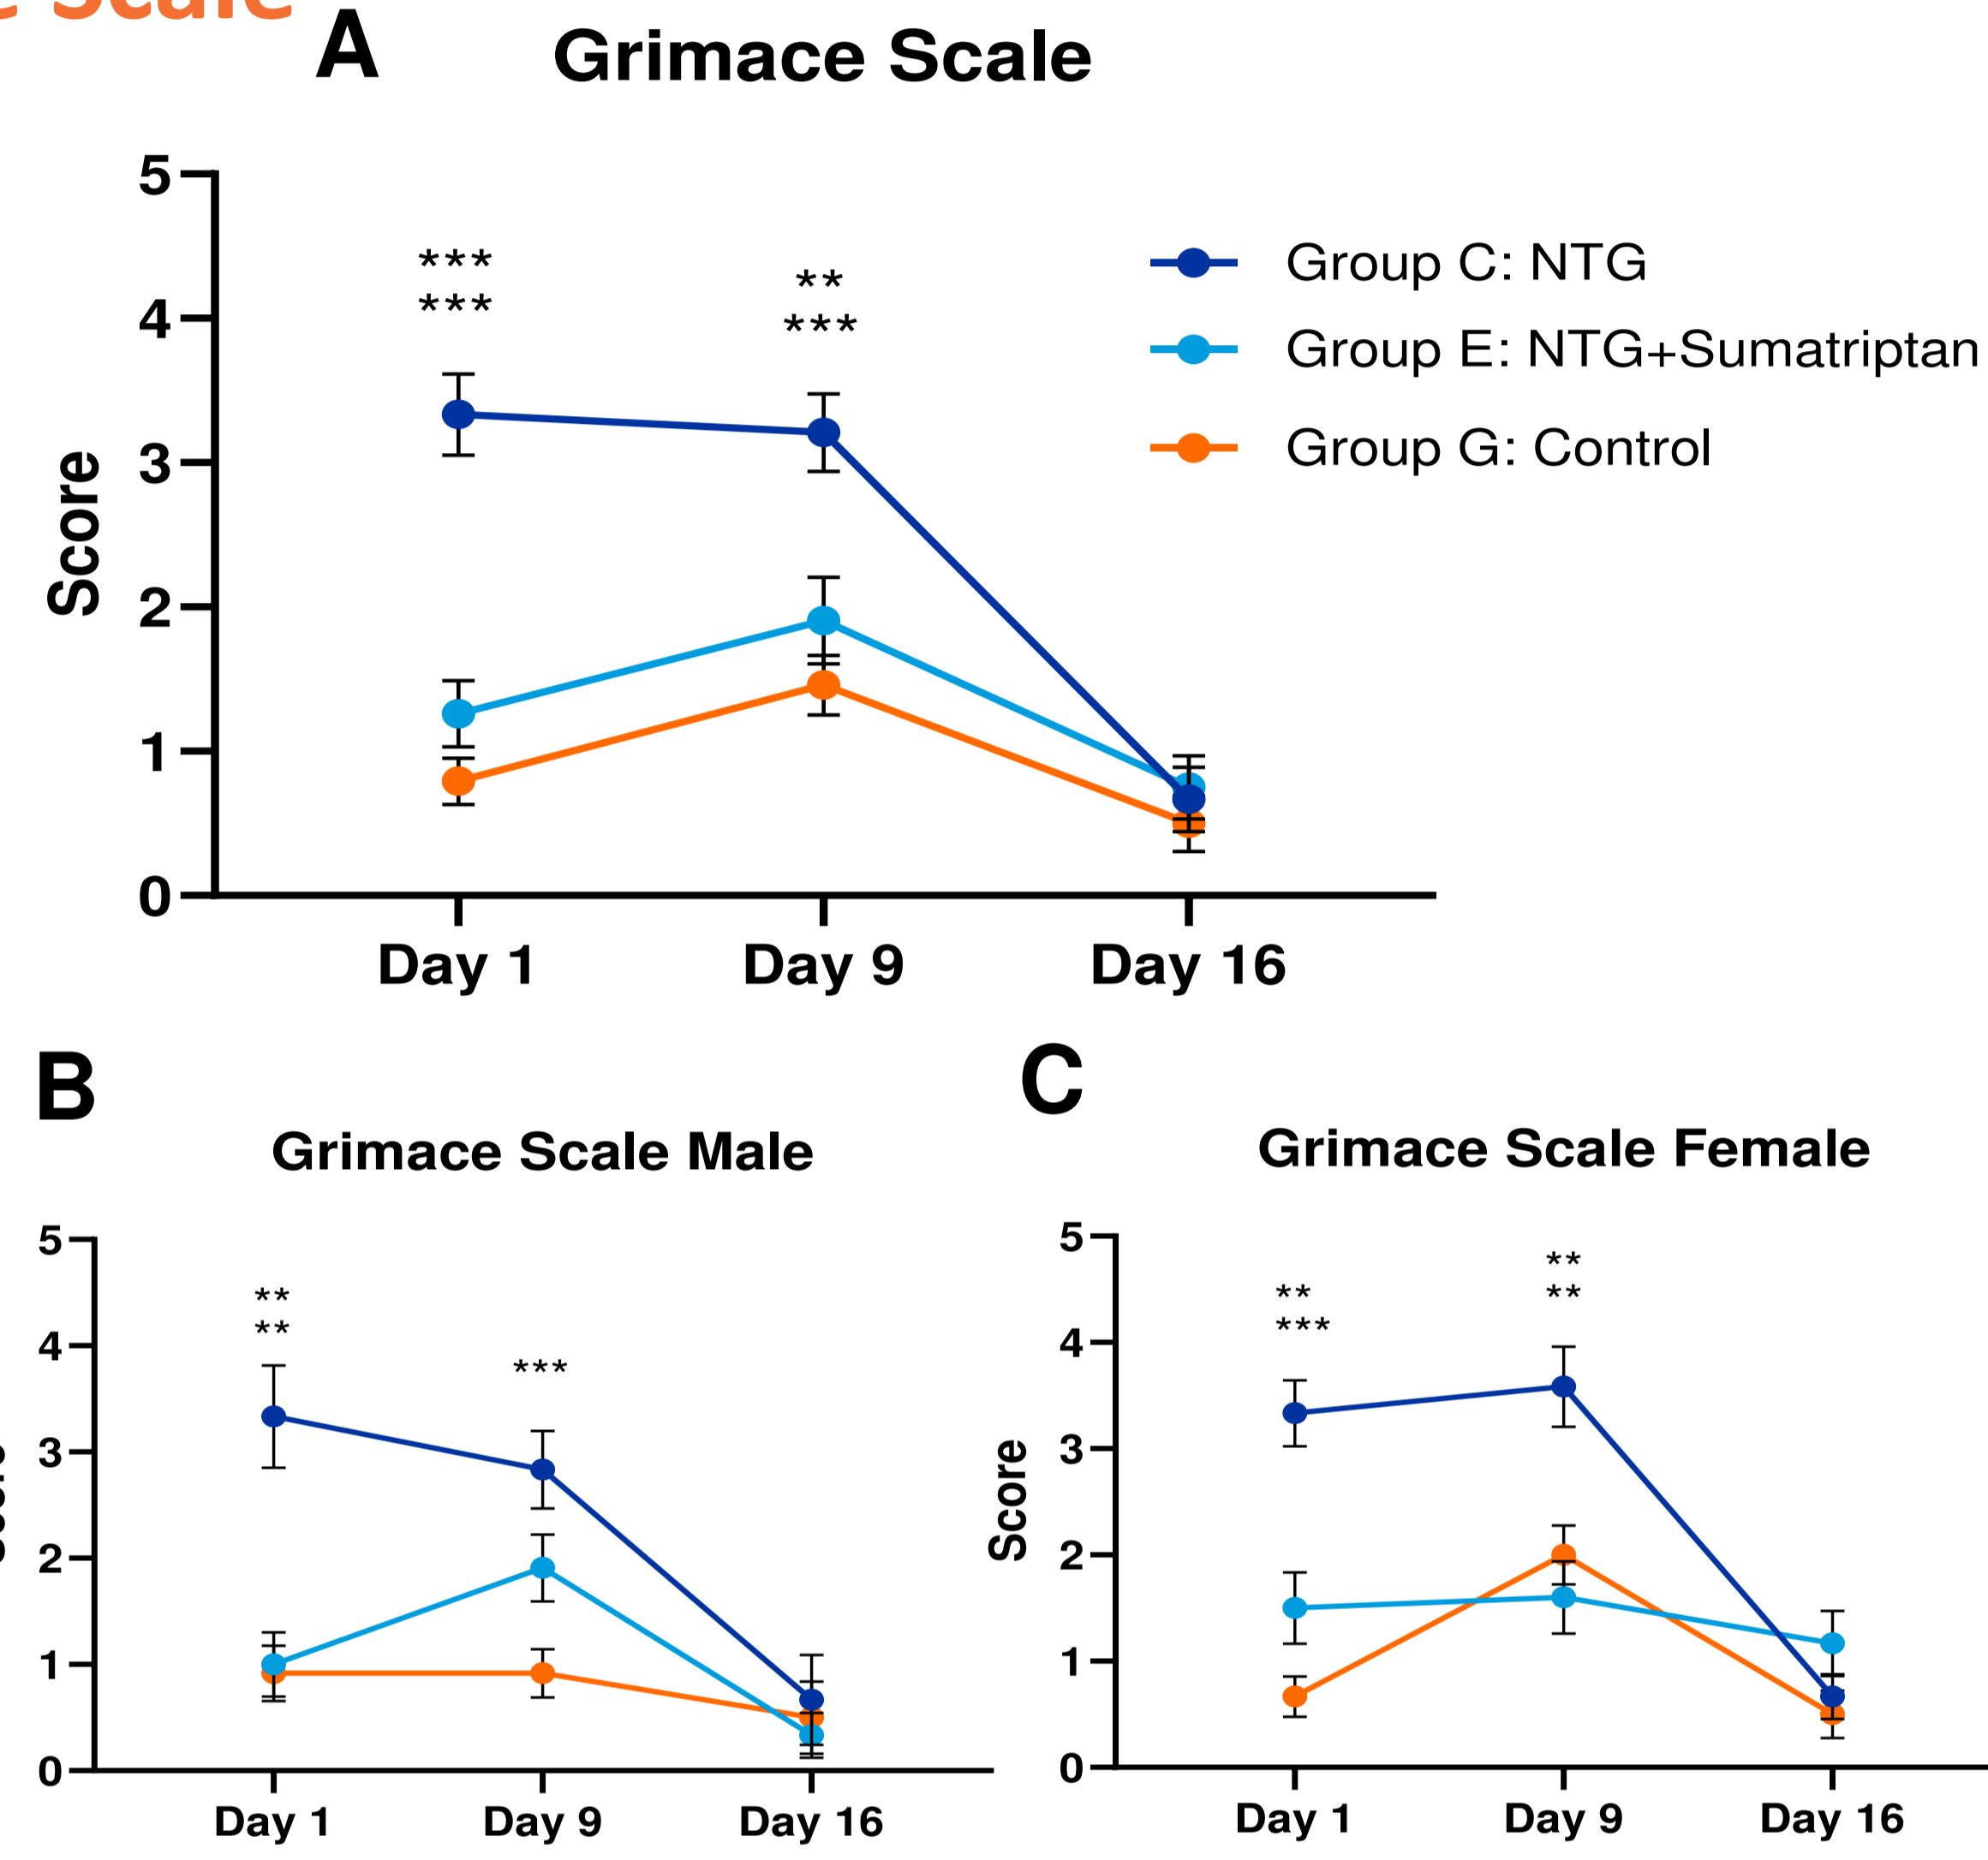 Scale
A
Grimace Scale
5
4
3
2
1
0
Score
***
***
**
***
Group C: NTG
Group E: NTG+Sumatriptan
Group G: Control
Day 1 Day 9 Day 16
B
Grimace Scale Male
5
4
3
2
1
0
**
**
***
Day 1 Day 9 Day 16
C
Grimace Scale Female
5
4
3
2
1
0
Score
**
***
**
**
Day 1 Day 9 Day 16